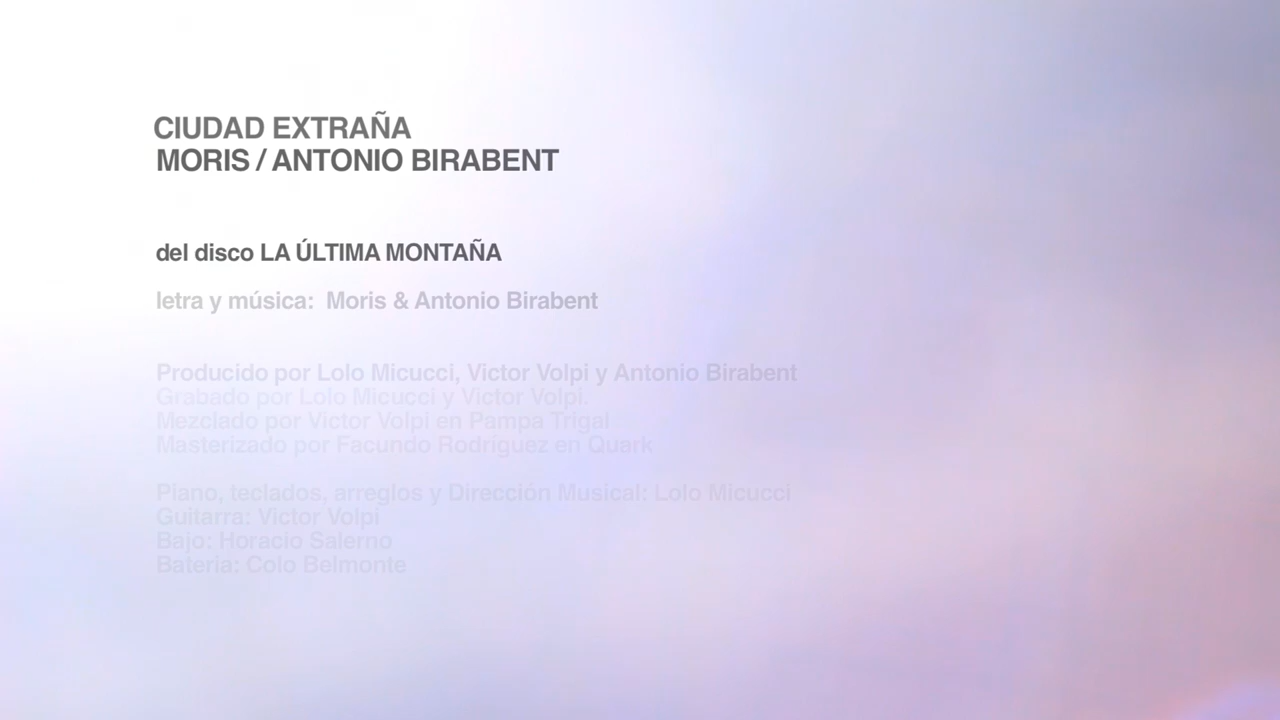 CIUDAD EXTRAÑA
MORIS / ANTONIO BIRABENT
del disco LA ÚLTIMA MONTAÑA
letra y música: Moris & Antonio Birabent
Producido por Lolo Micucci, Victor Volpi y Antonio Birabent
Grabado por Lolo Micucci y Victor Volpi.
Mezclado por Victor Volpi en Pampa Trigal
Masterizado por Facundo Rodriguez en Quark
Piano, teclados, arreglos y Dirección Musical: Lolo Micucci
Guitarra: Victor Volpi
Bajo: Horacio Salerno
Bateria: Colo Belmonte